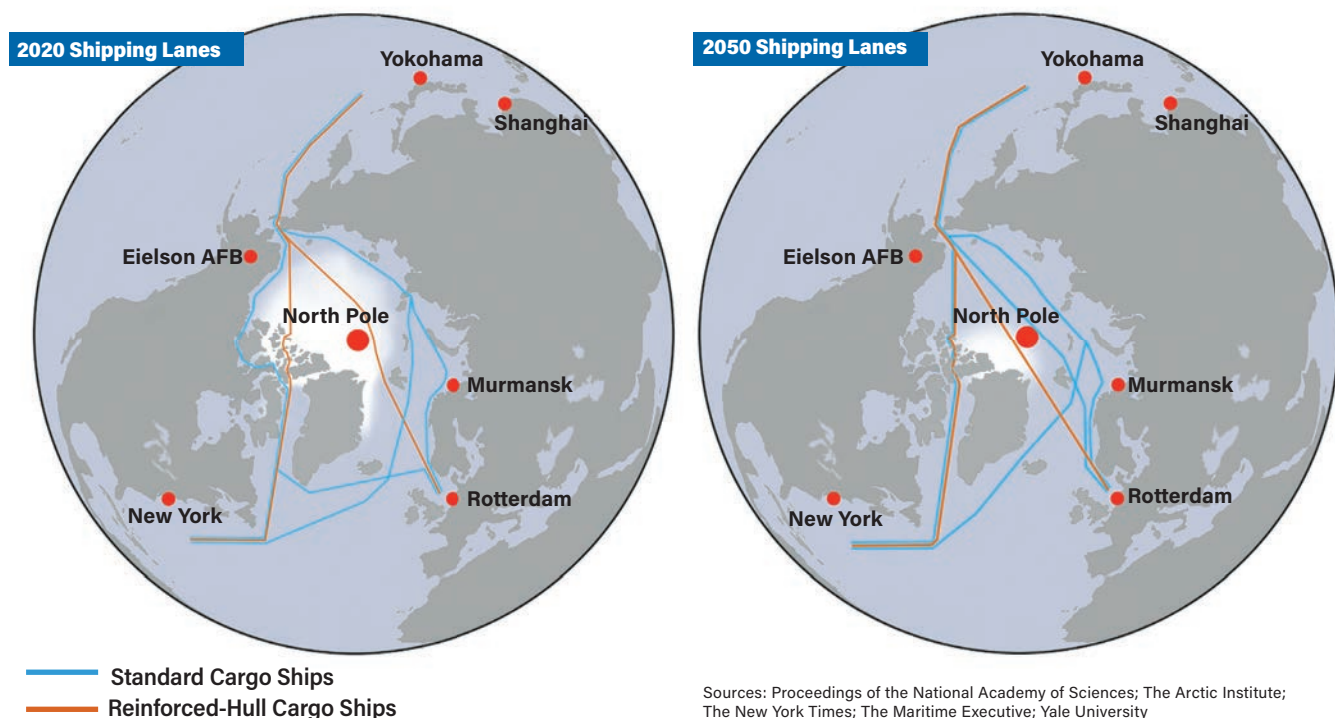 2020 Shipping Lanes
Yokohama
Shanghai
Eielson AFB
North Pole
Murmansk
Rotterdam
New York
Standard Cargo Ships
Reinforced-Hull Cargo Ships
2050 Shipping Lanes
Yokohama
Shanghai
Eielson AFB
North Pole
Murmansk
Rotterdam
New York
Sources: Proceedings of the National Academy of Sciences; The Arctic Institute;
The New York Times; The Maritime Executive; Yale University